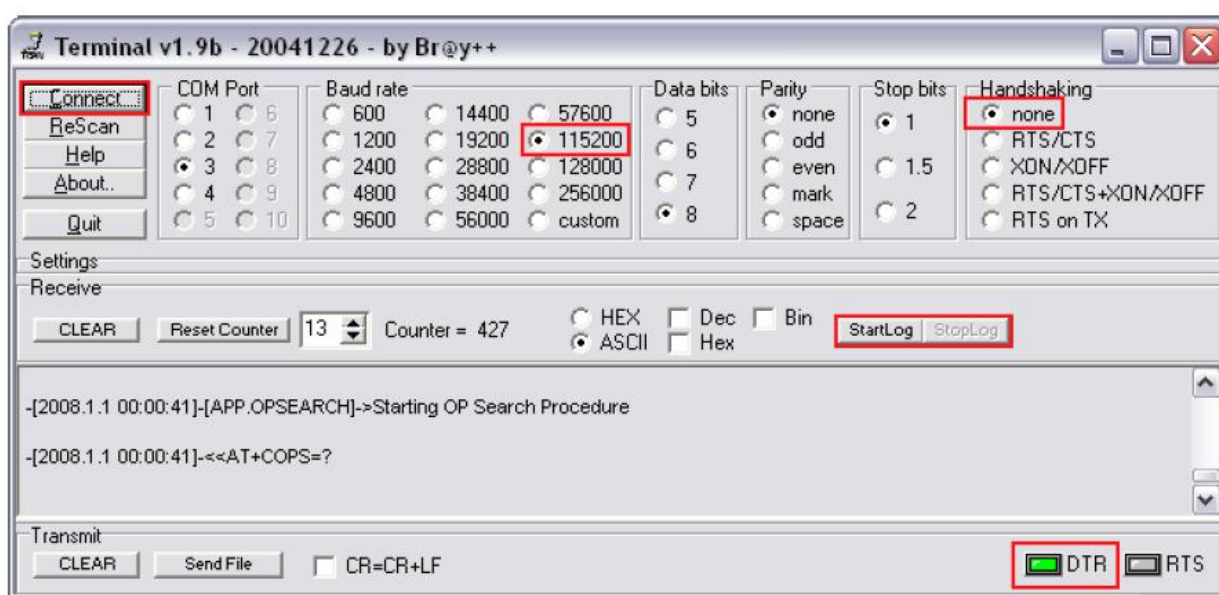 Terminal v1.9b - 20041226 - by Br@y++
Connect
ReScan
Help
About..
Quit
COM Port
1 6
2 7
3 8
4 9
5 10
Baud rate
600 14400 57600
1200 19200 115200
2400 28800 128000
4800 38400 256000
9600 56000 custom
Data bits
5
6
7
8
Parity
none
odd
even
mark
space
Stop bits
1
1.5
2
Handshaking
none
RTS/CTS
XON/XOFF
RTS/CTS+XON/XOFF
RTS on TX
Settings
Receive
CLEAR Reset Counter 13 Counter = 427
HEX Dec Bin
ASCII Hex
StartLog StopLog
-[2008.1.1 00:00:41]-[APP.OPSEARCH]->Starting OP Search Procedure
-[2008.1.1 00:00:41]-<<AT+COPS=?
Transmit
CLEAR Send File CR=CR+LF DTR RTS